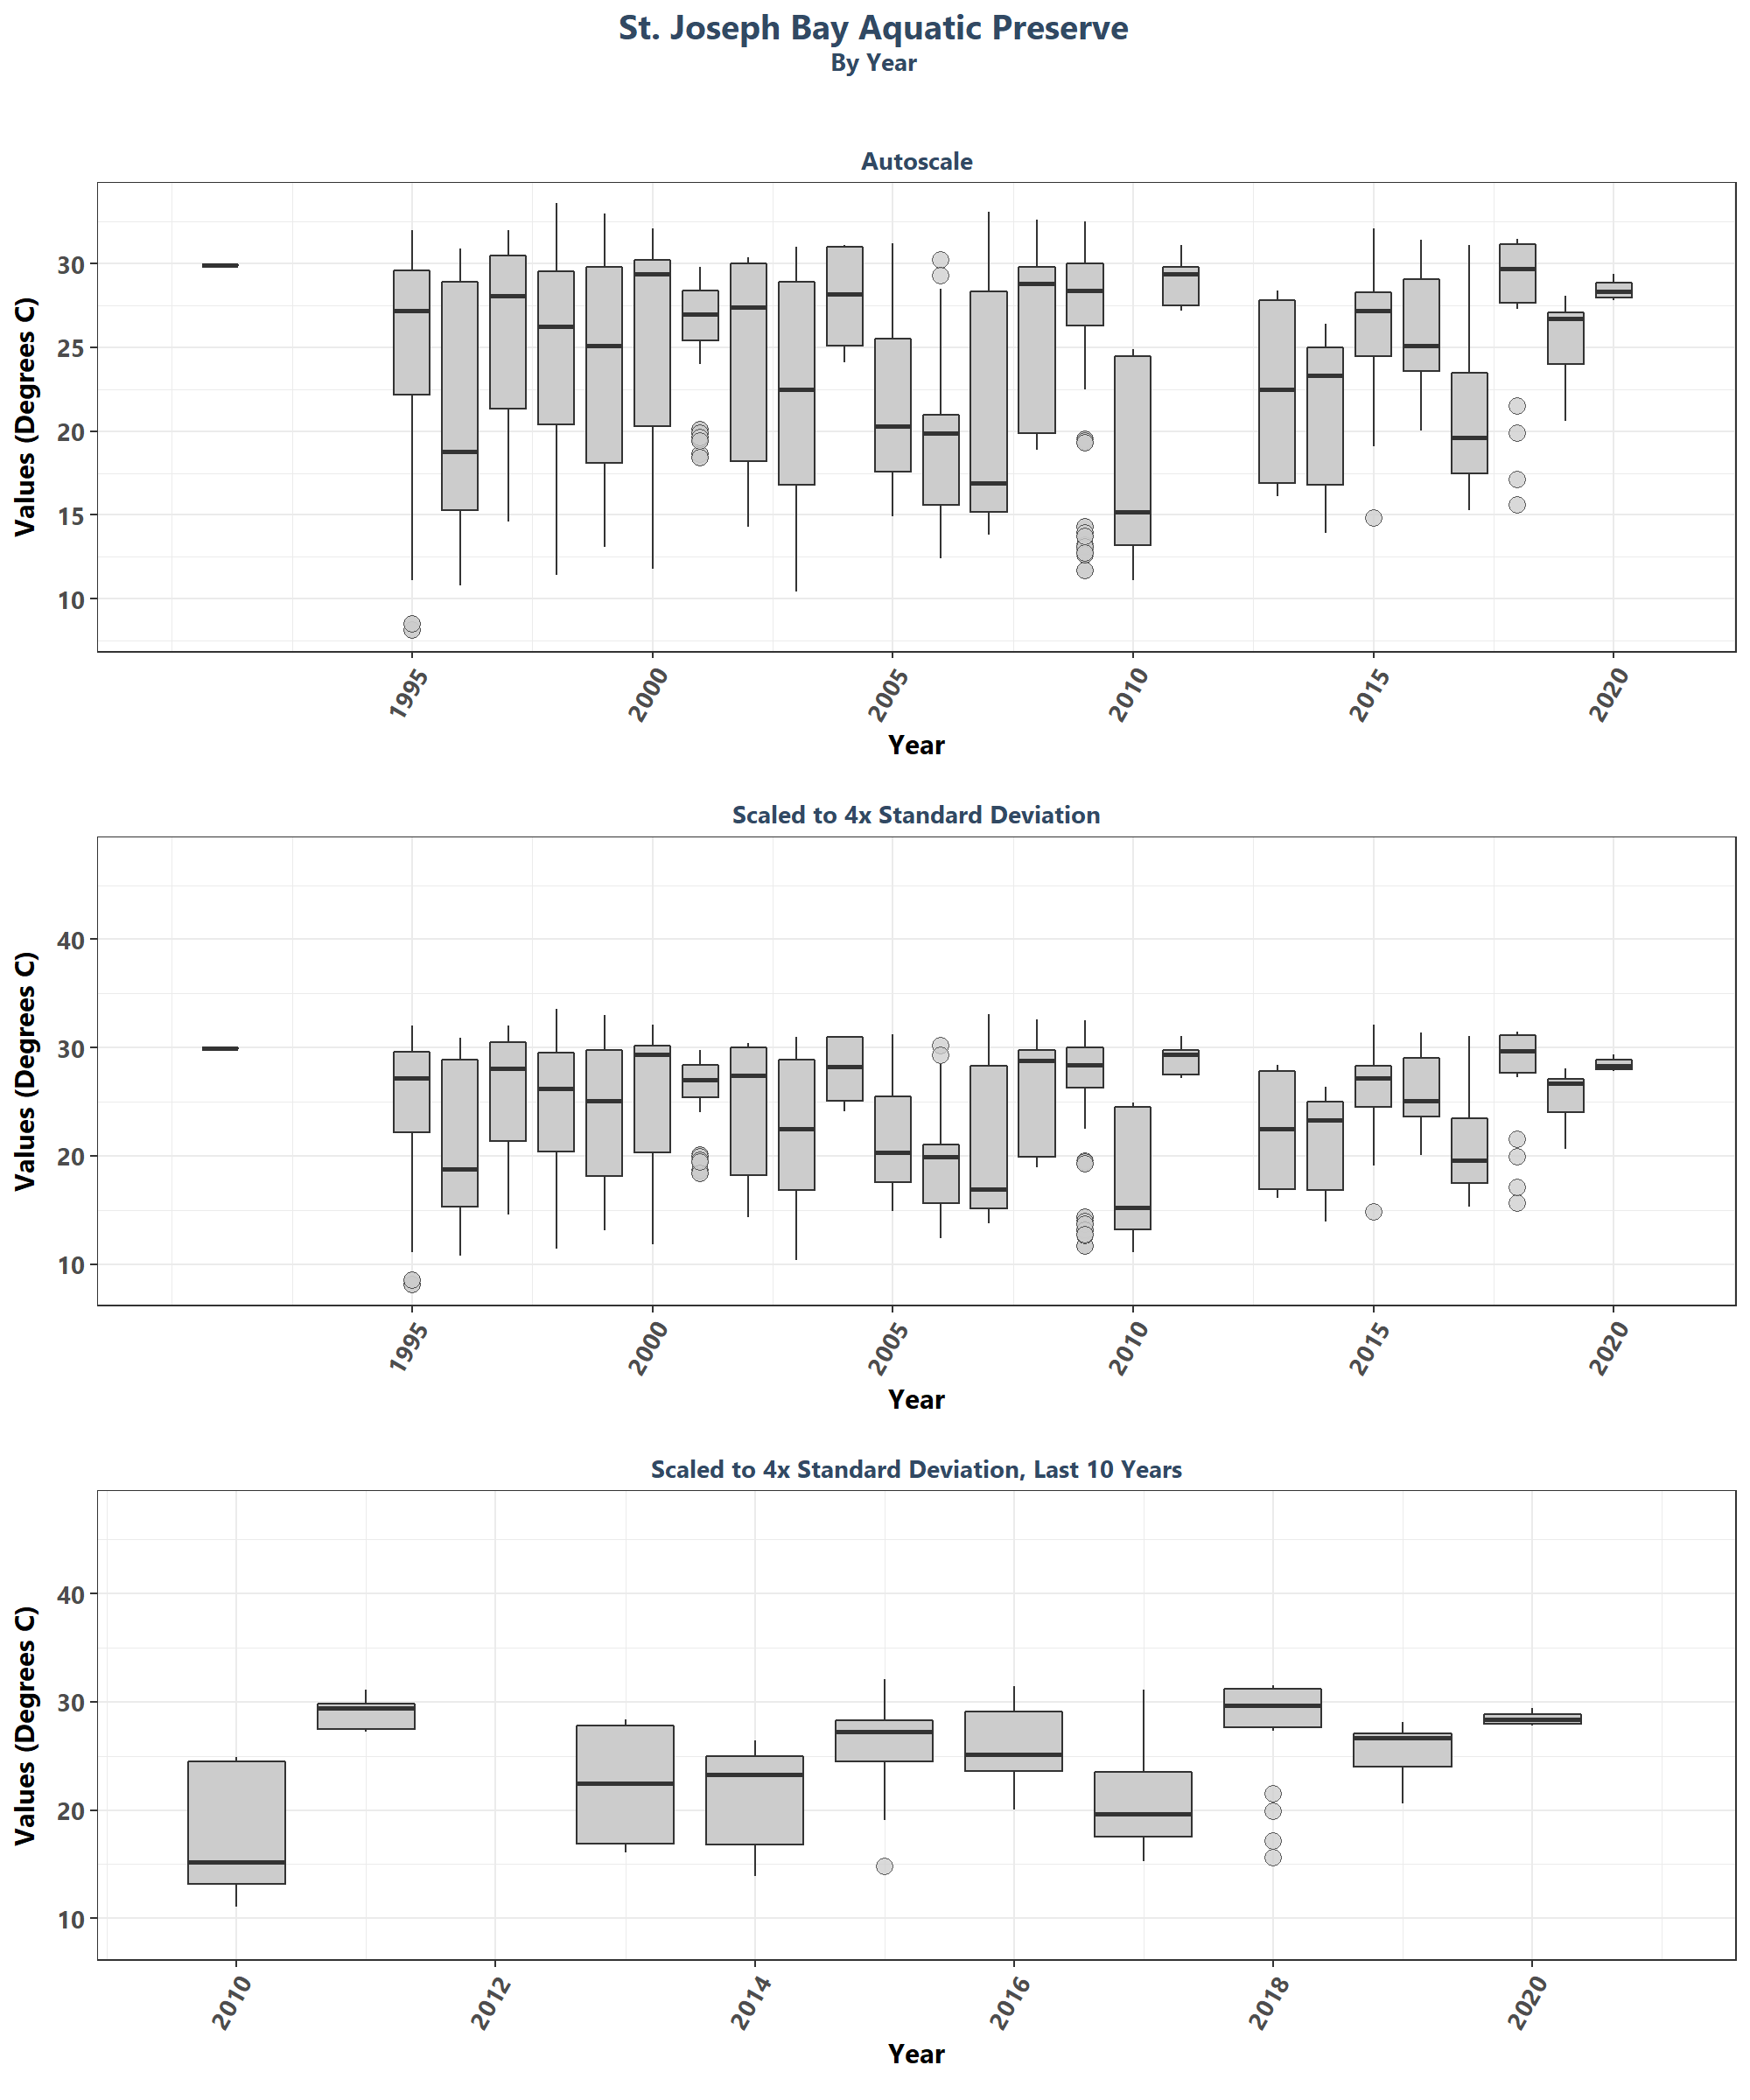 St. Joseph Bay Aquatic Preserve
By Year
Autoscale
Values (Degrees C)
30
25
20
15
10
1995
2000
2005
2010
2015
2020
Year
Scaled to 4x Standard Deviation
Values (Degrees C)
40
30
20
10
1995
2000
2005
2010
2015
2020
Year
Scaled to 4x Standard Deviation, Last 10 Years
Values (Degrees C)
40
30
20
10
2010
2012
2014
2016
2018
2020
Year